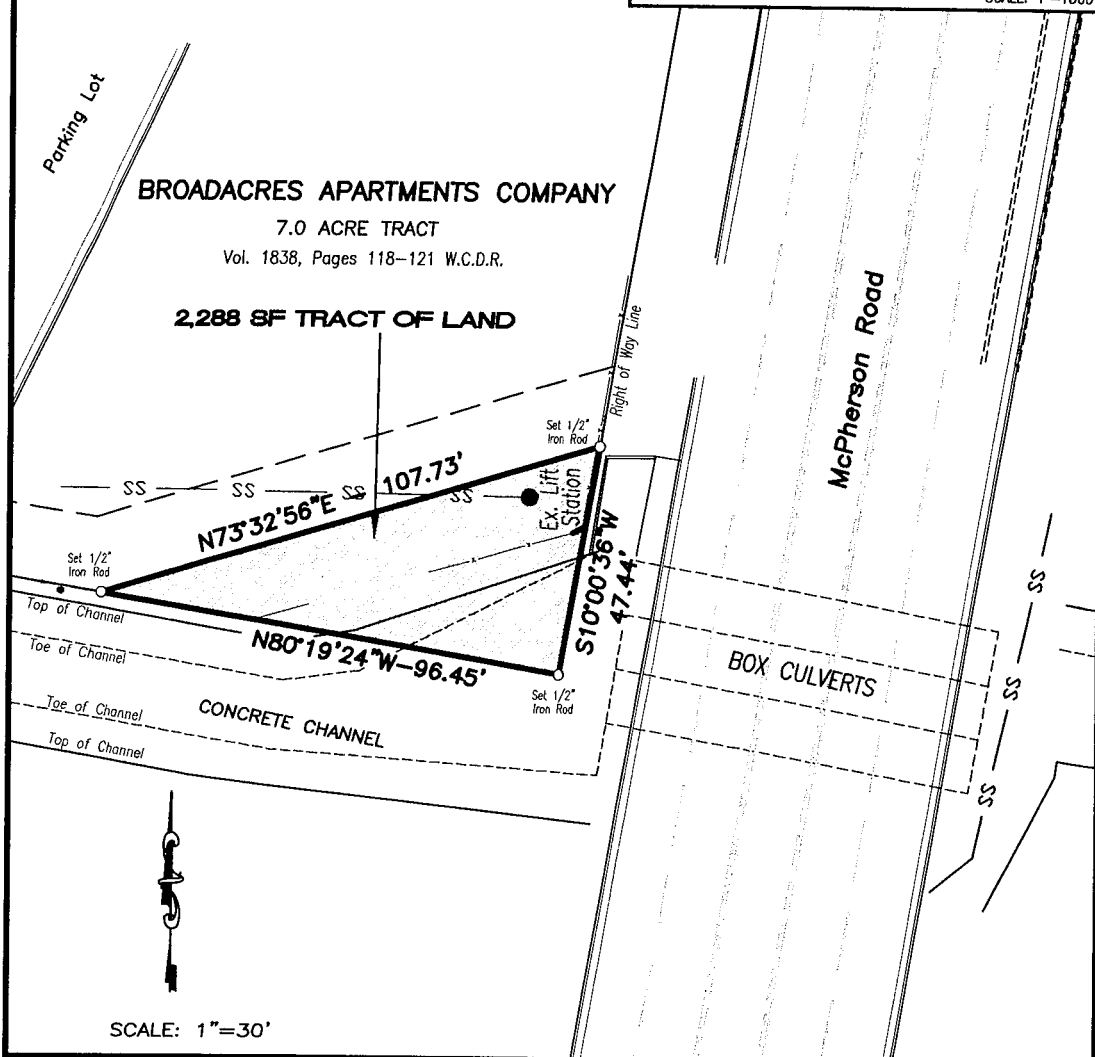 Parking Lot
BROADACRES APARTMENTS COMPANY
7.0 ACRE TRACT
Vol. 1838, Pages 118-121 W.C.D.R.
2,288 SF TRACT OF LAND
Right of Way Line
McPherson Road
Set 1/2"
Iron Rod
SS
SS
SS
N73°32'56"E 107.73'
Ex. Lift
Station
S10°00'36"W
47.44'
Set 1/2"
Iron Rod
Top of Channel
Toe of Channel
N80°19'24"W-96.45'
Set 1/2"
Iron Rod
BOX CULVERTS
SS
SS
SS
Toe of Channel
CONCRETE CHANNEL
Top of Channel
SCALE: 1"=30'